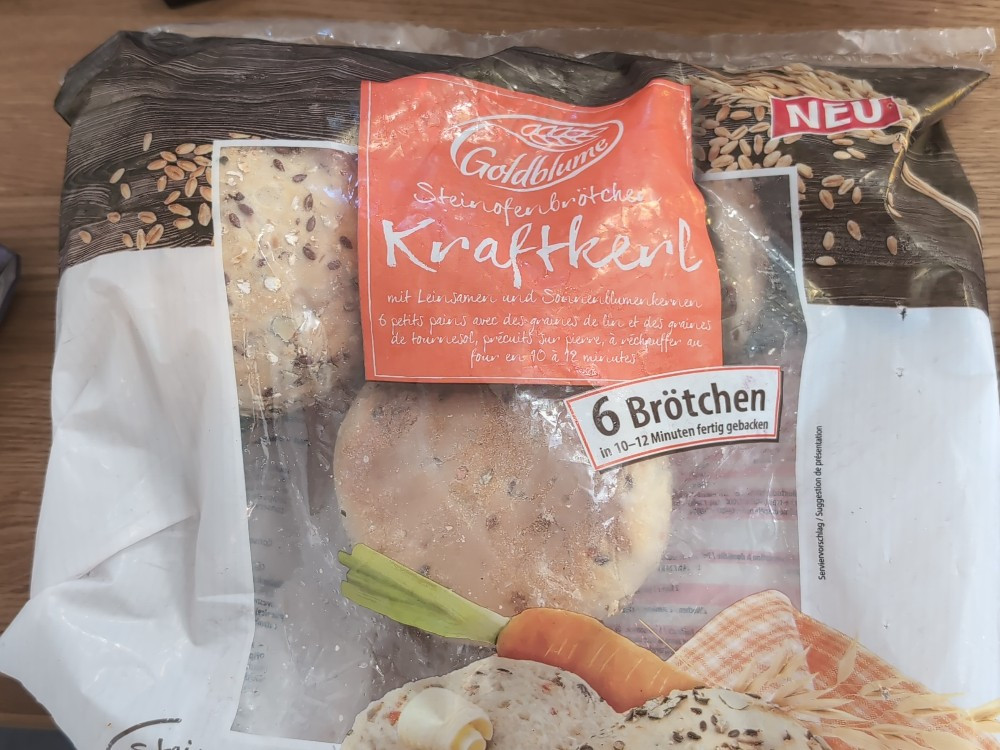 NEU
Goldblume
Steinofenbrötchen
Kraftkerl
mit Leinsamen und Sonnenblumenkernen
6 petits pains avec des graines de lin et des graines
de tournesol, précuits sur pierre, à réchauffer au
four en 10 à 12 minutes
6 Brötchen
in 10–12 Minuten fertig gebacken
Serviervorschlag / Suggestion de présentation